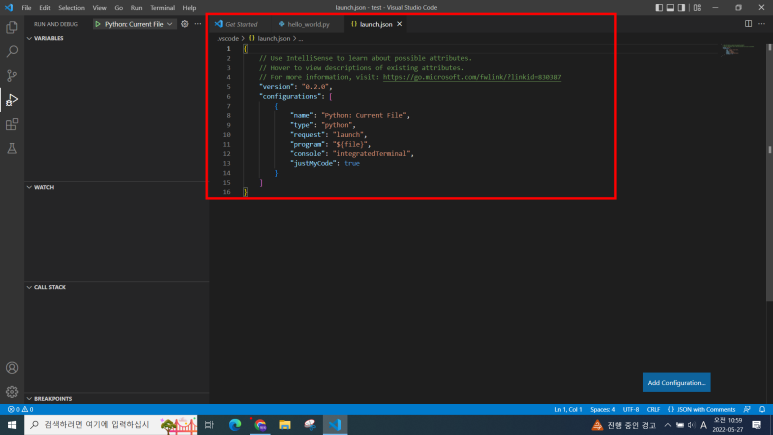 File Edit Selection View Go Run Terminal Help launch.json - test - Visual Studio Code
RUN AND DEBUG Python: Current File
Get Started hello_world.py launch.json
.vscode > {} launch.json > ...
VARIABLES
1 {
2 // Use IntelliSense to learn about possible attributes.
3 // Hover to view descriptions of existing attributes.
4 // For more information, visit: https://go.microsoft.com/fwlink/?linkid=830387
5 "version": "0.2.0",
6 "configurations": [
7 {
8 "name": "Python: Current File",
9 "type": "python",
10 "request": "launch",
11 "program": "${file}",
12 "console": "integratedTerminal",
13 "justMyCode": true
14 }
15 ]
16 }
WATCH
CALL STACK
Add Configuration...
BREAKPOINTS
0 0 Ln 1, Col 1 Spaces: 4 UTF-8 CRLF {} JSON with Comments
검색하려면 여기에 입력하십시오 진행 중인 경고 A 오전 10:59
2022-05-27